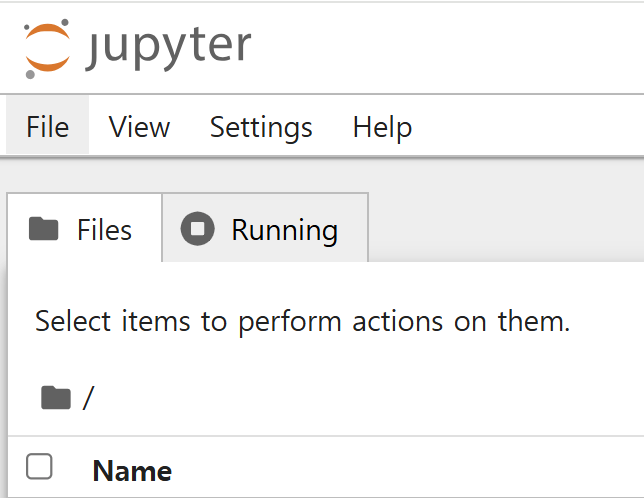 jupyter
File View Settings Help
Files Running
Select items to perform actions on them.
/
Name